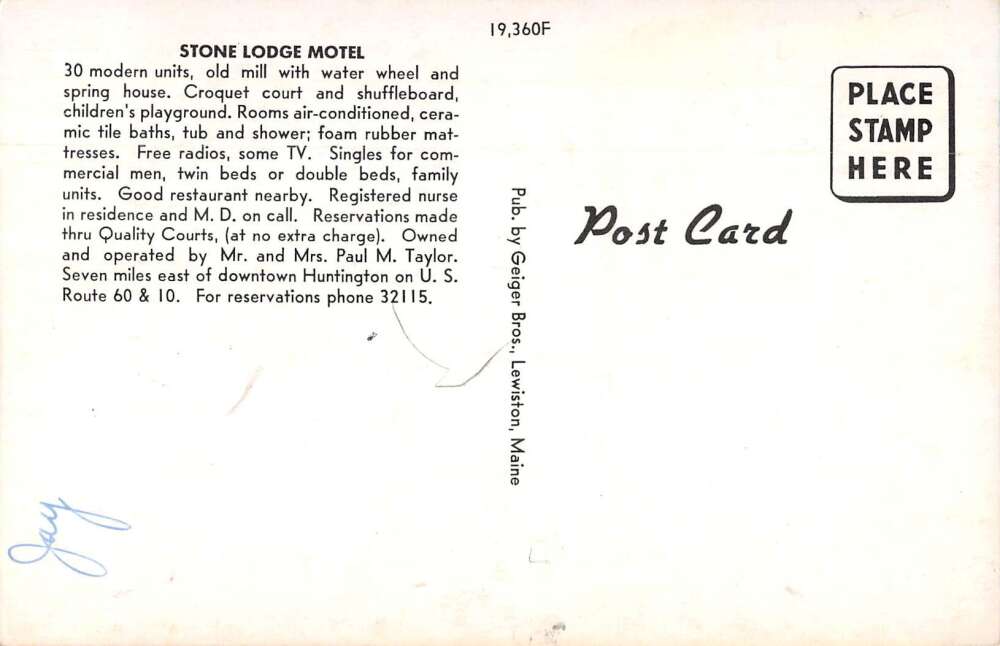 19,360F
STONE LODGE MOTEL
30 modern units, old mill with water wheel and
spring house. Croquet court and shuffleboard,
children's playground. Rooms air-conditioned, cera-
mic tile baths, tub and shower; foam rubber mat-
tresses. Free radios, some TV. Singles for com-
mercial men, twin beds or double beds, family
units. Good restaurant nearby. Registered nurse
in residence and M. D. on call. Reservations made
thru Quality Courts, (at no extra charge). Owned
and operated by Mr. and Mrs. Paul M. Taylor.
Seven miles east of downtown Huntington on U. S.
Route 60 & 10. For reservations phone 32115.
Jay
Pub. by Geiger Bros., Lewiston, Maine
Post Card
PLACE
STAMP
HERE